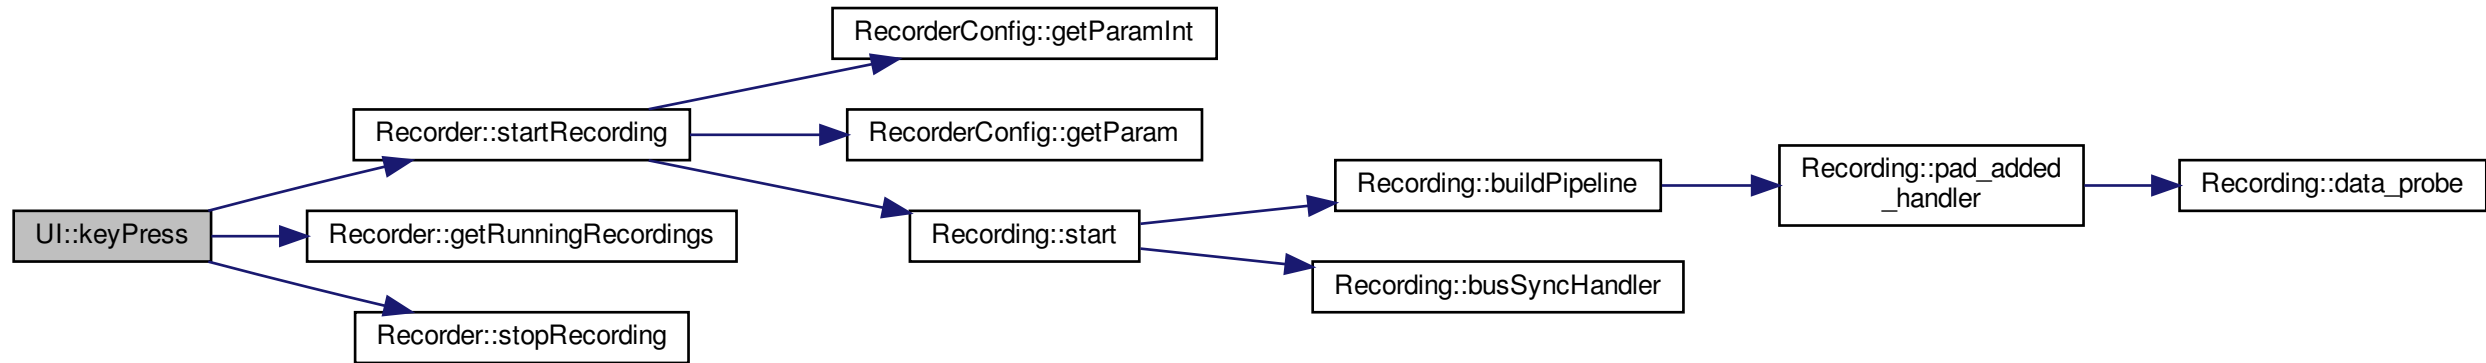 RecorderConfig::getParamInt
Recorder::startRecording
RecorderConfig::getParam
Recording::buildPipeline
Recording::pad_added
_handler
Recording::data_probe
UI::keyPress
Recorder::getRunningRecordings
Recording::start
Recording::busSyncHandler
Recorder::stopRecording